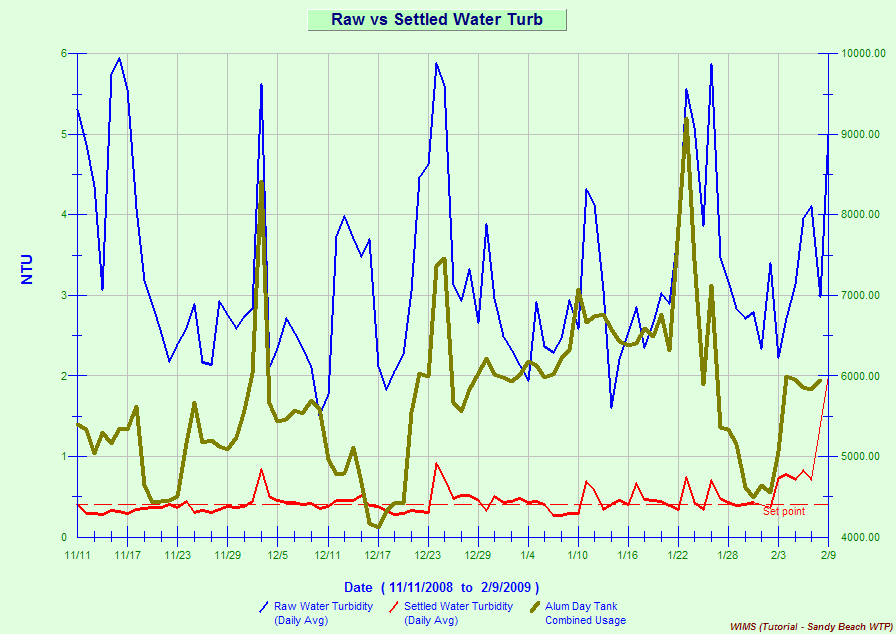 Raw vs Settled Water Turb
6 10000.00
5 9000.00
4 8000.00
NTU
3 7000.00
2 6000.00
1 5000.00
Set point
0 4000.00
11/11 11/17 11/23 11/29 12/5 12/11 12/17 12/23 12/29 1/4 1/10 1/16 1/22 1/28 2/3 2/9
Date ( 11/11/2008 to 2/9/2009 )
Raw Water Turbidity Settled Water Turbidity Alum Day Tank
(Daily Avg) (Daily Avg) Combined Usage
WIMS (Tutorial - Sandy Beach WTP)